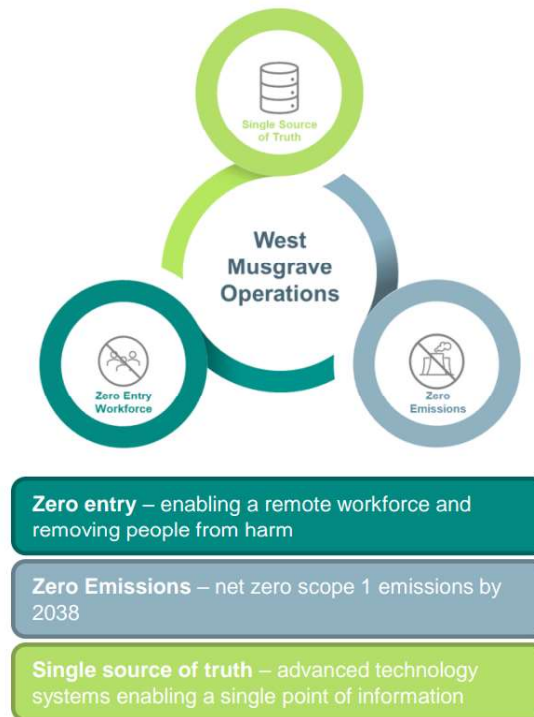 Single Source
of Truth
West
Musgrave
Operations
Zero Entry
Workforce
Zero
Emissions
Zero entry – enabling a remote workforce and
removing people from harm
Zero Emissions – net zero scope 1 emissions by
2038
Single source of truth – advanced technology
systems enabling a single point of information